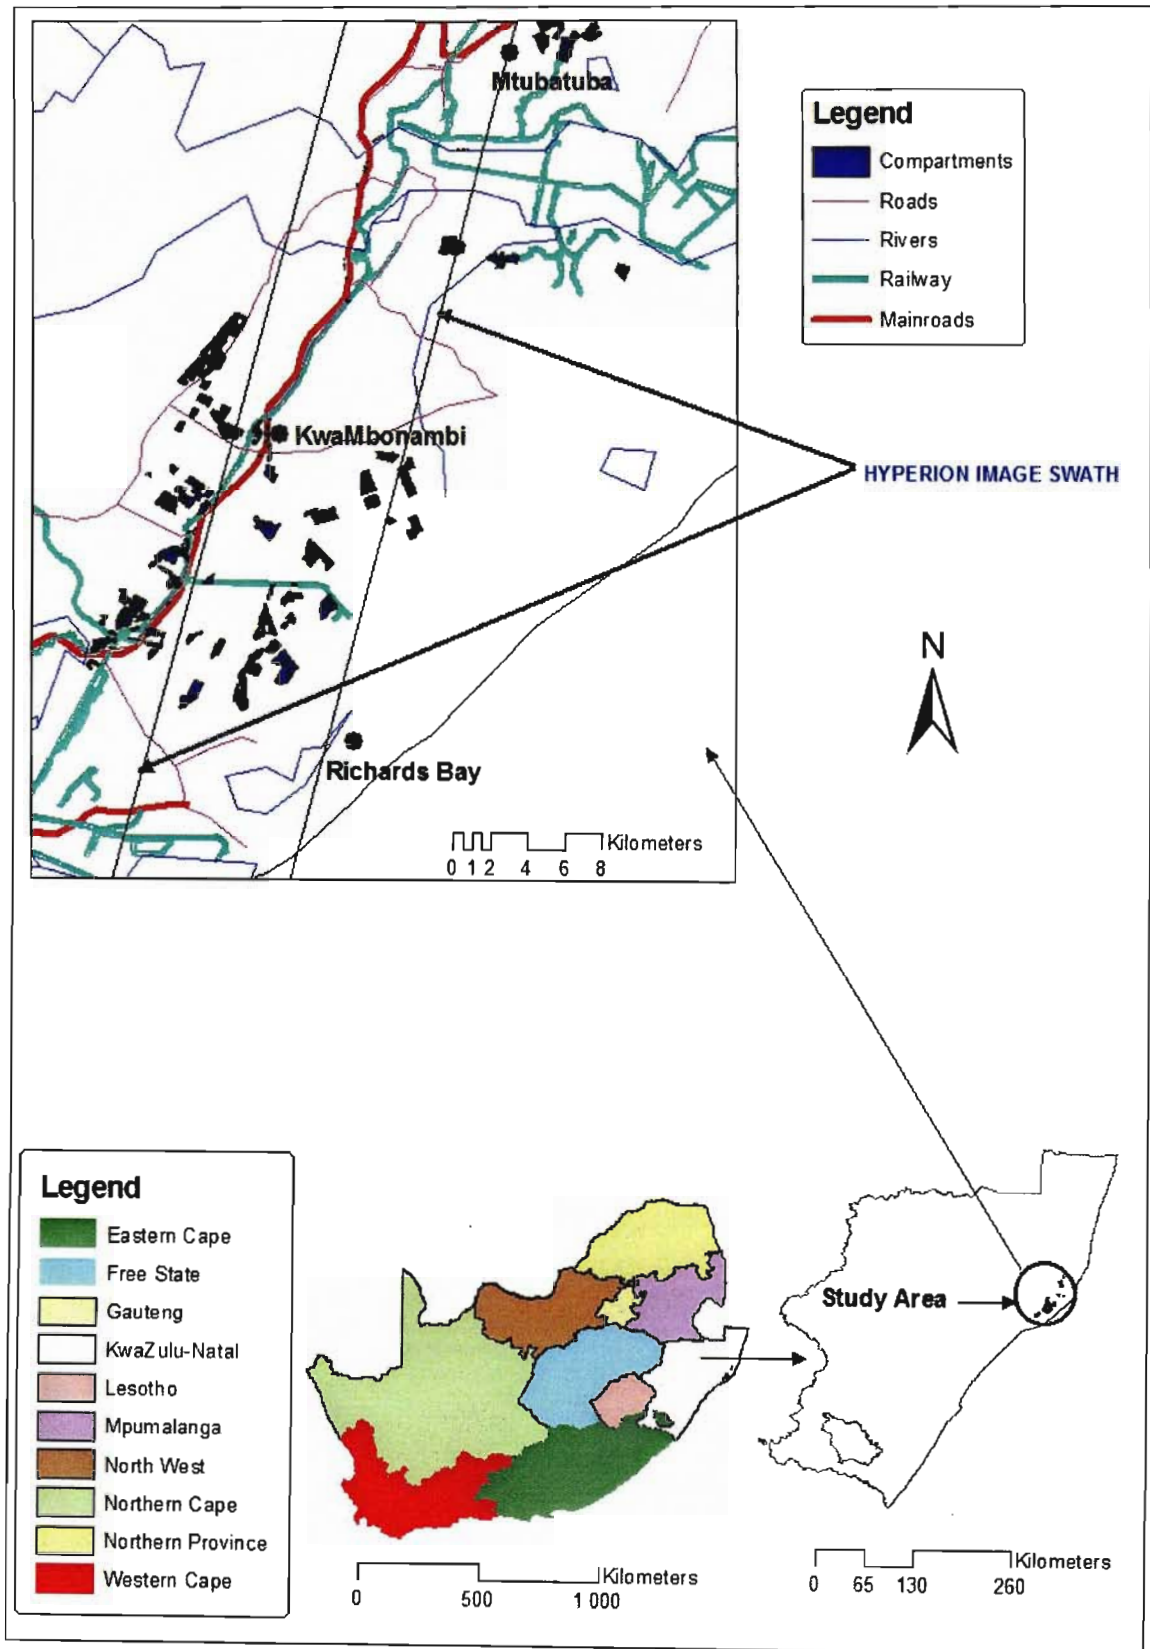 Mtubatuba
KwaMbonambi
Richards Bay
Kilometers
0 1 2 4 6 8
Legend
Compartments
Roads
Rivers
Railway
Mainroads
HYPERION IMAGE SWATH
N
Legend
Eastern Cape
Free State
Gauteng
KwaZulu-Natal
Lesotho
Mpumalanga
North West
Northern Cape
Northern Province
Western Cape
Kilometers
0 500 1 000
Study Area
Kilometers
0 65 130 260